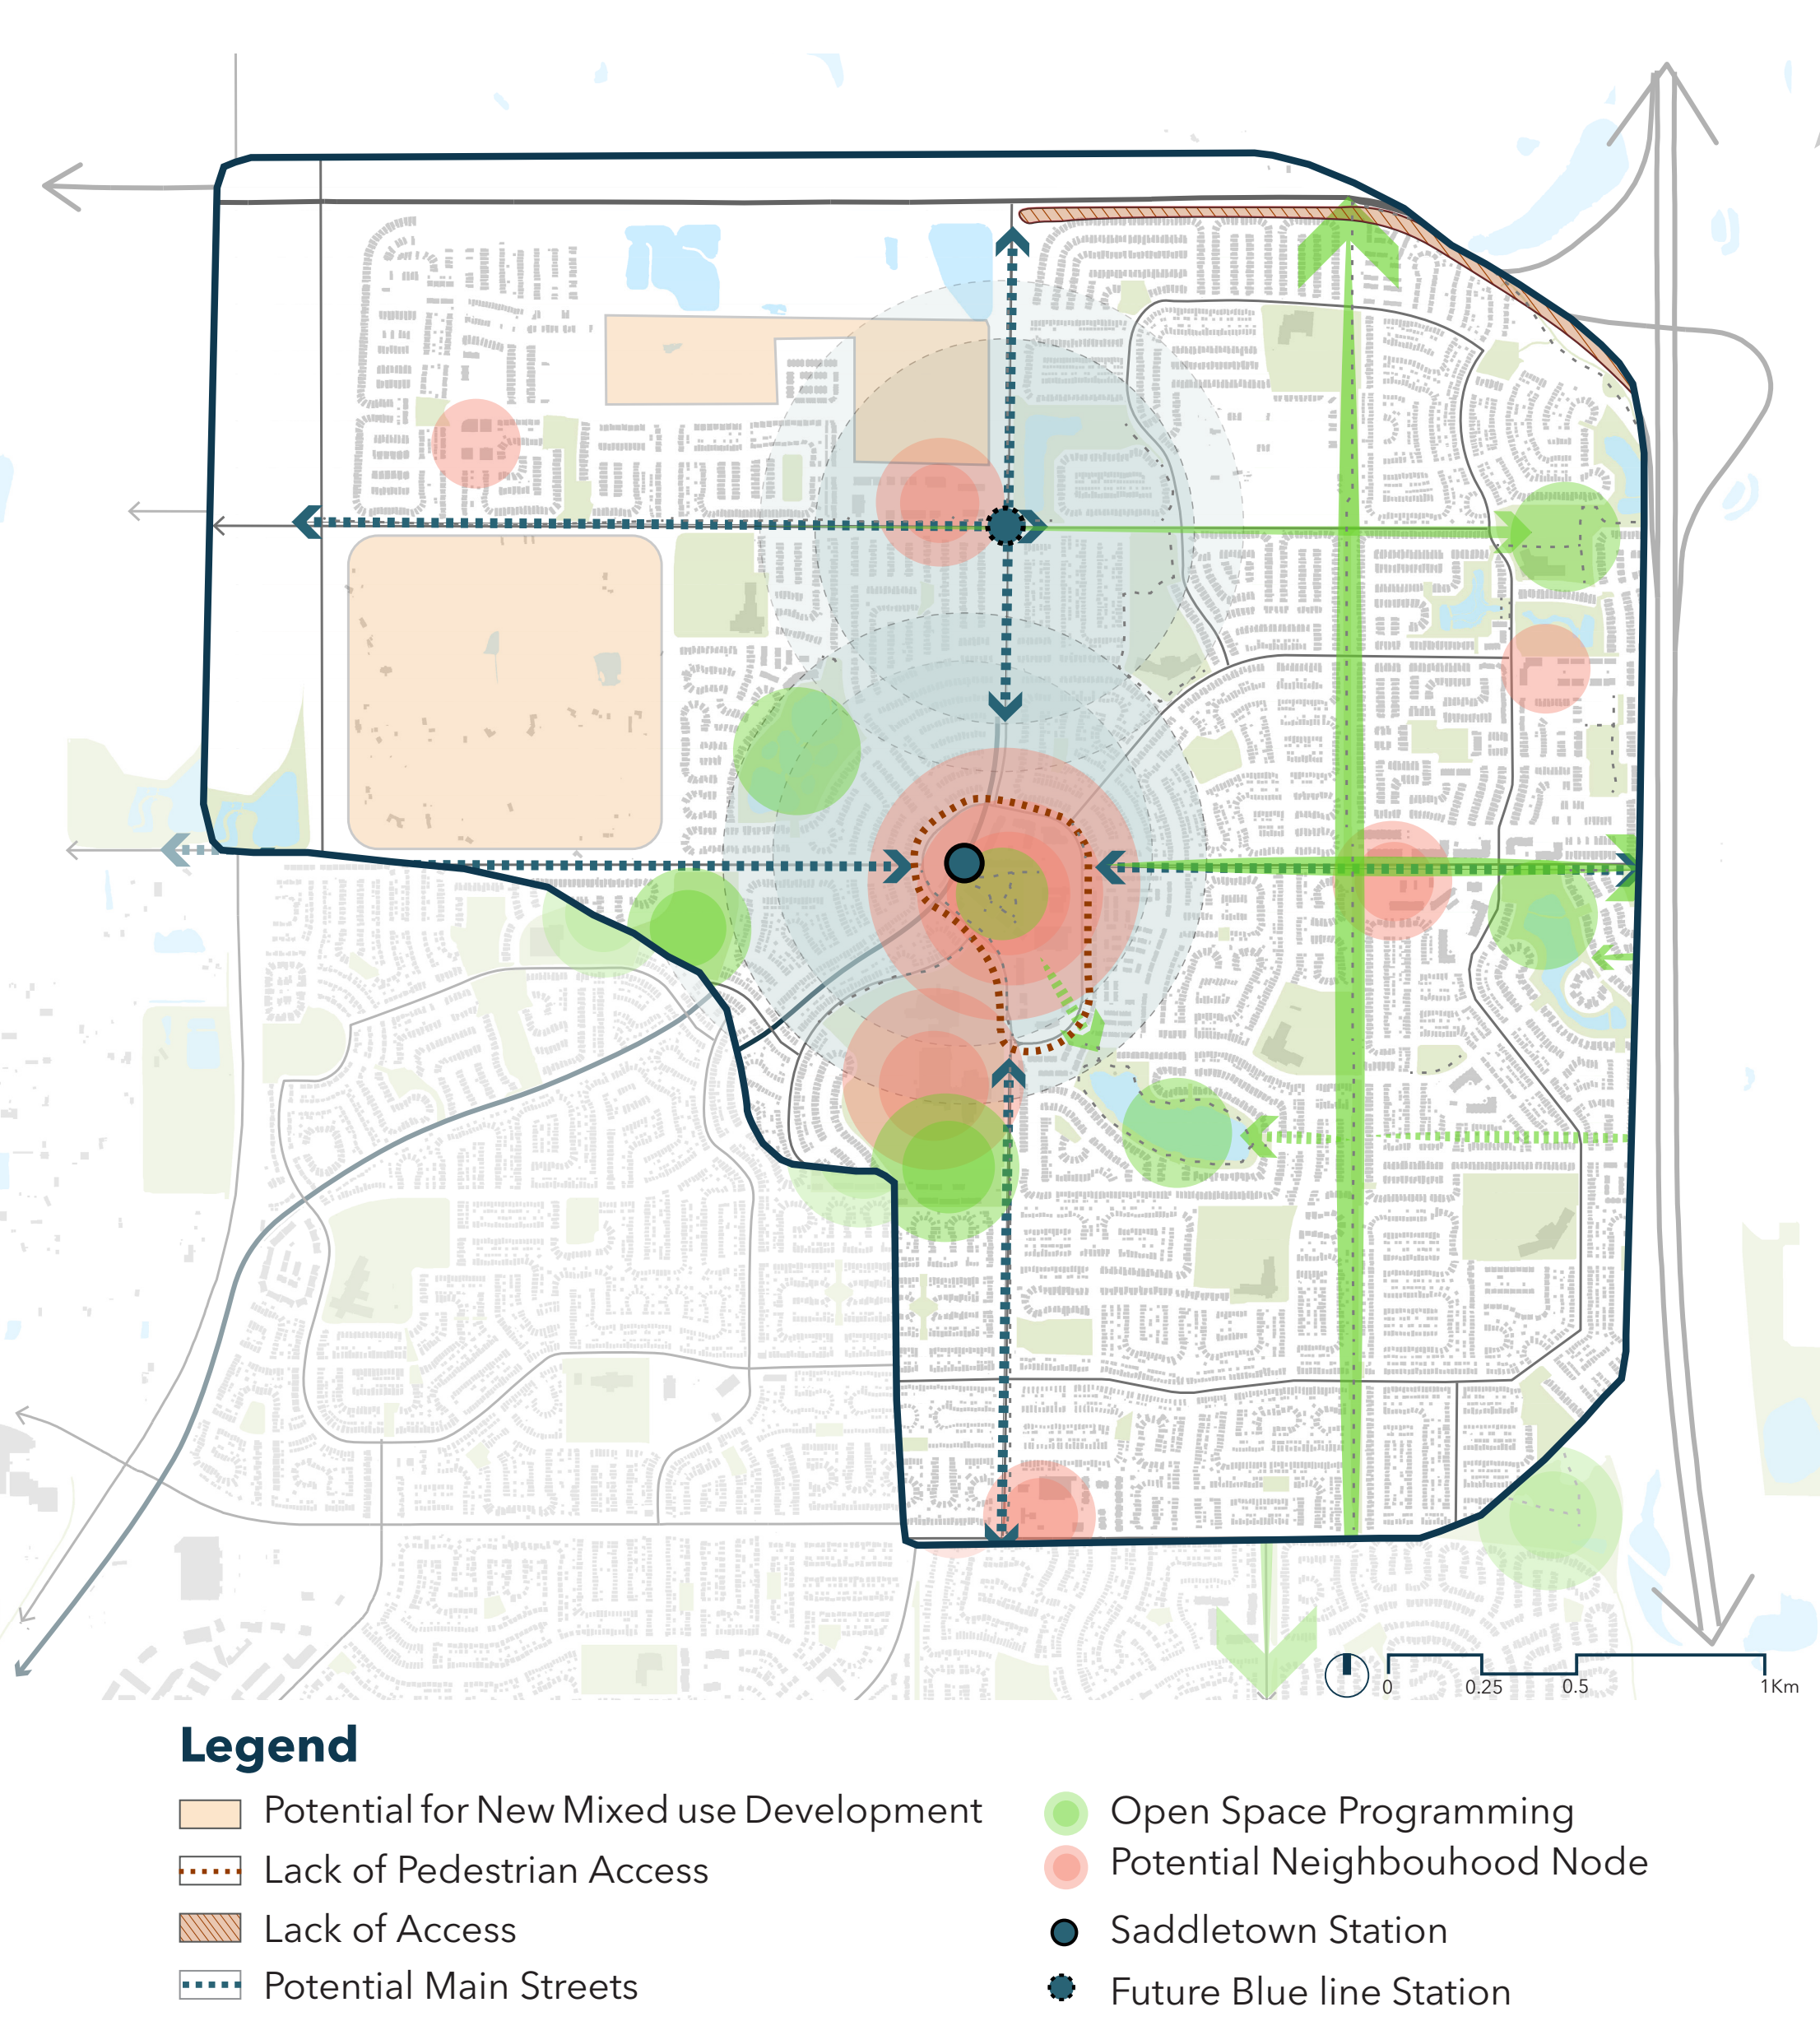 0 0.25 0.5 1Km
Legend
Potential for New Mixed use Development
Lack of Pedestrian Access
Lack of Access
Potential Main Streets
Open Space Programming
Potential Neighbouhood Node
Saddletown Station
Future Blue line Station